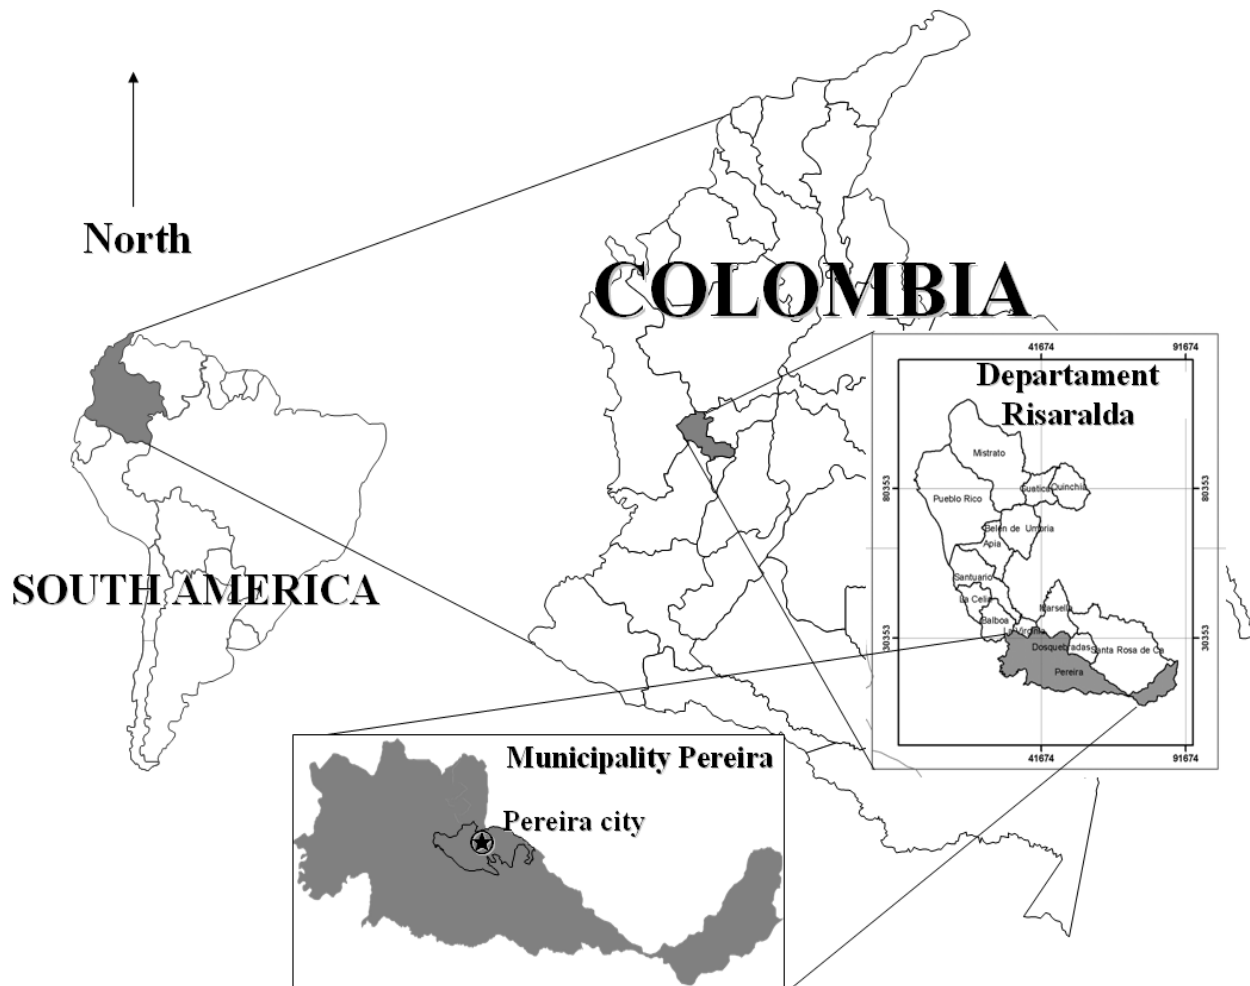 North
COLOMBIA
SOUTH AMERICA
41674
91674
Departament
Risaralda
Mistrato
Guatica
Quinchia
80353
80353
Pueblo Rico
Belen de Umbria
Apia
Santuario
La Celia
Marsella
Balboa
La Virginia
30353
30353
Dosquebradas
Santa Rosa de Ca
Pereira
41674
91674
Municipality Pereira
Pereira city